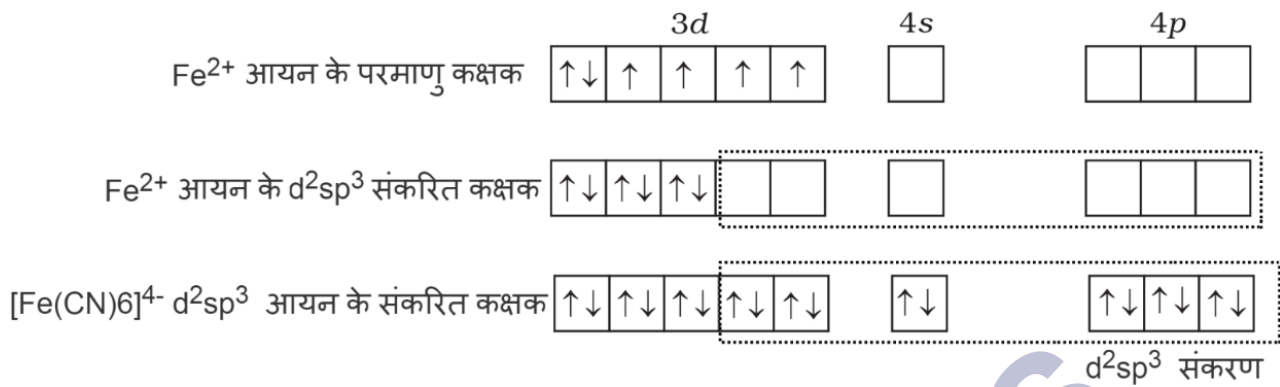 3d 4s 4p
Fe2+ आयन के परमाणु कक्षक ↑↓ ↑ ↑ ↑ ↑
Fe2+ आयन के d2sp3 संकरित कक्षक ↑↓ ↑↓ ↑↓
[Fe(CN)6]4- d2sp3 आयन के संकरित कक्षक ↑↓ ↑↓ ↑↓ ↑↓ ↑↓ ↑↓ ↑↓ ↑↓ ↑↓
d2sp3 संकरण